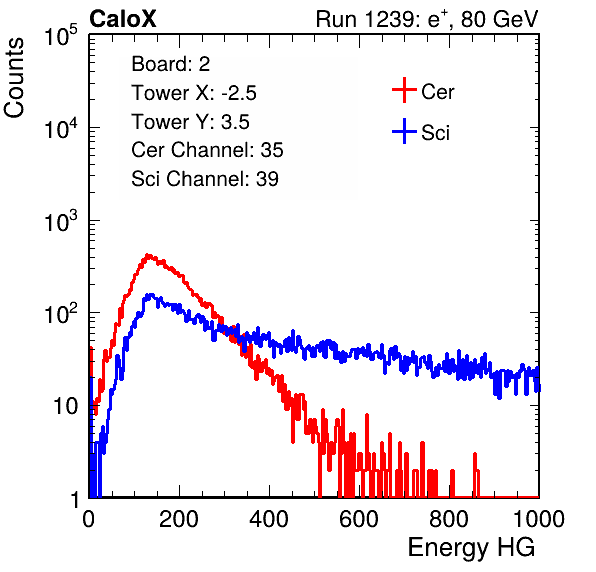 CaloX Run 1239: e⁺, 80 GeV
Counts
Board: 2
Tower X: -2.5
Tower Y: 3.5
Cer Channel: 35
Sci Channel: 39
Cer
Sci
10⁵
10⁴
10³
10²
10
1
0 200 400 600 800 1000
Energy HG